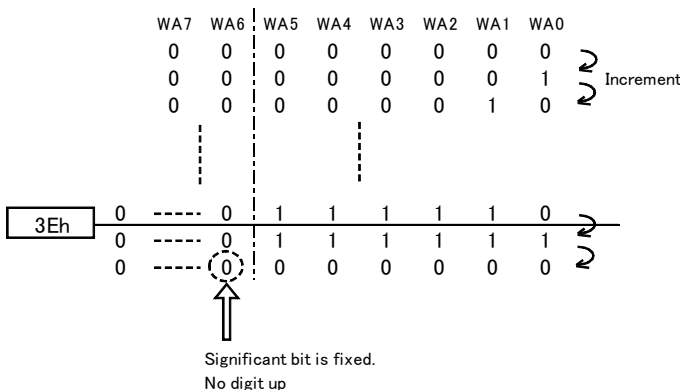 WA7 WA6 WA5 WA4 WA3 WA2 WA1 WA0
0 0 0 0 0 0 0 0
0 0 0 0 0 0 0 1 Increment
0 0 0 0 0 0 1 0
3Eh 0 ----- 0 1 1 1 1 1 0
0 ----- 0 1 1 1 1 1 1
0 ----- 0 0 0 0 0 0 0
Significant bit is fixed.
No digit up